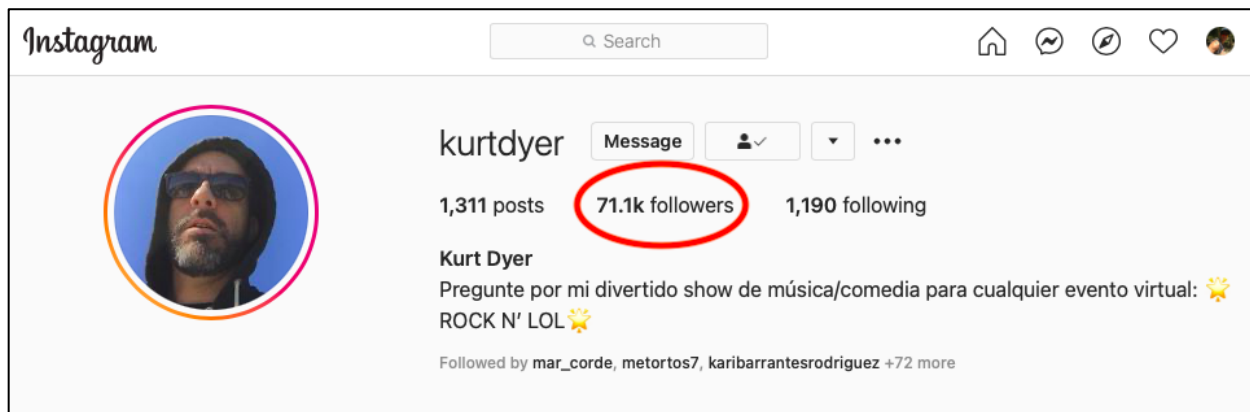 Instagram
Search
kurtdyer Message
1,311 posts 71.1k followers 1,190 following
Kurt Dyer
Pregunte por mi divertido show de música/comedia para cualquier evento virtual: 🌟
ROCK N’ LOL🌟
Followed by mar_corde, metortos7, karibarrantesrodriguez +72 more